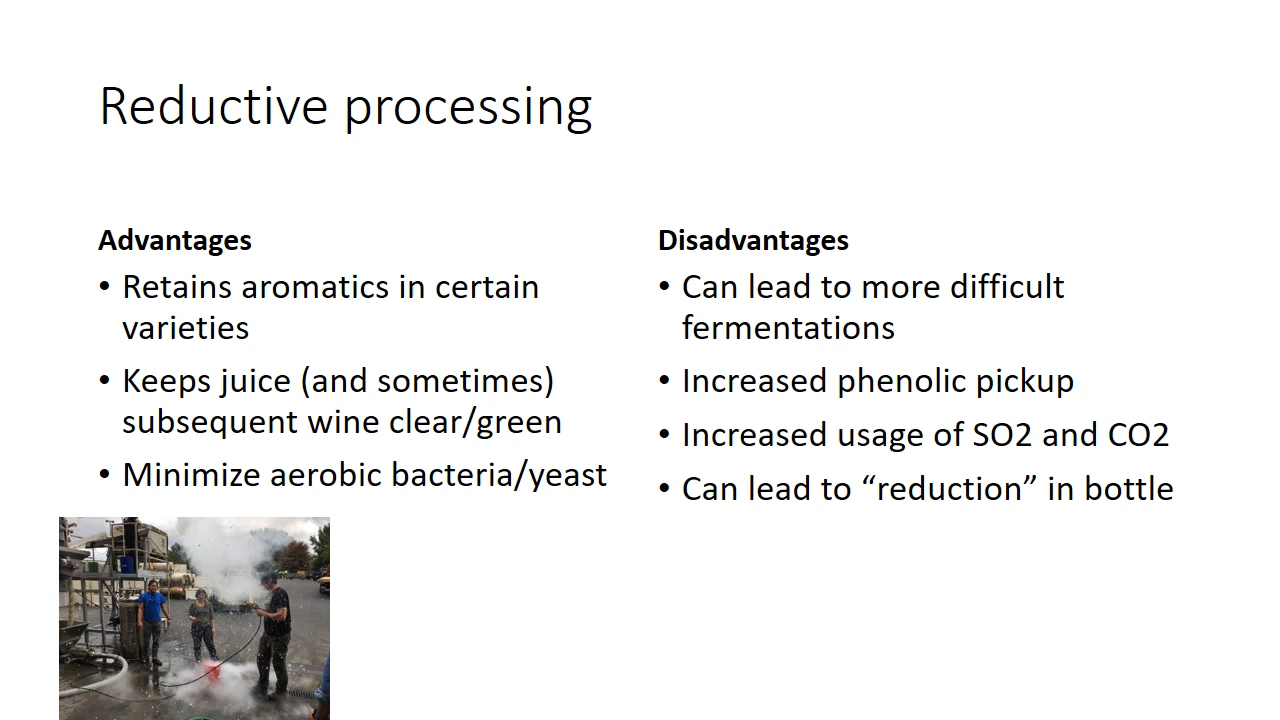 Reductive processing
Advantages
• Retains aromatics in certain
varieties
• Keeps juice (and sometimes)
subsequent wine clear/green
• Minimize aerobic bacteria/yeast
Disadvantages
• Can lead to more difficult
fermentations
• Increased phenolic pickup
• Increased usage of SO2 and CO2
• Can lead to “reduction” in bottle